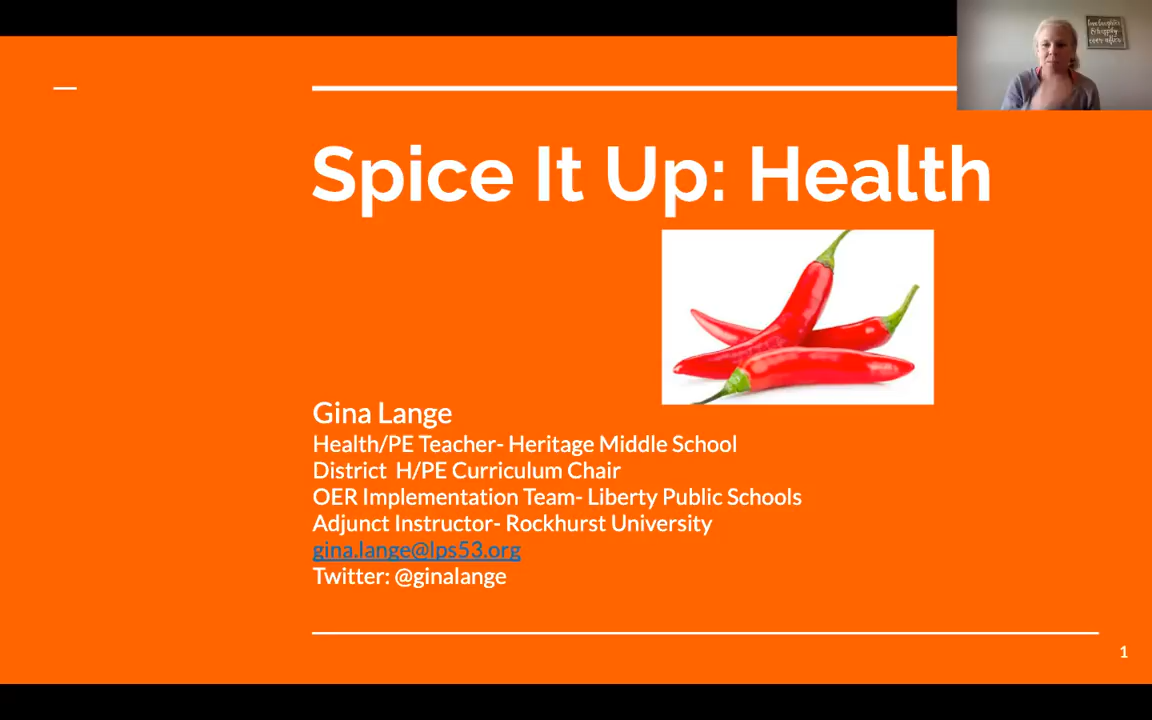 Spice It Up: Health
Gina Lange
Health/PE Teacher- Heritage Middle School
District H/PE Curriculum Chair
OER Implementation Team- Liberty Public Schools
Adjunct Instructor- Rockhurst University
gina.lange@lps53.org
Twitter: @ginalange
1